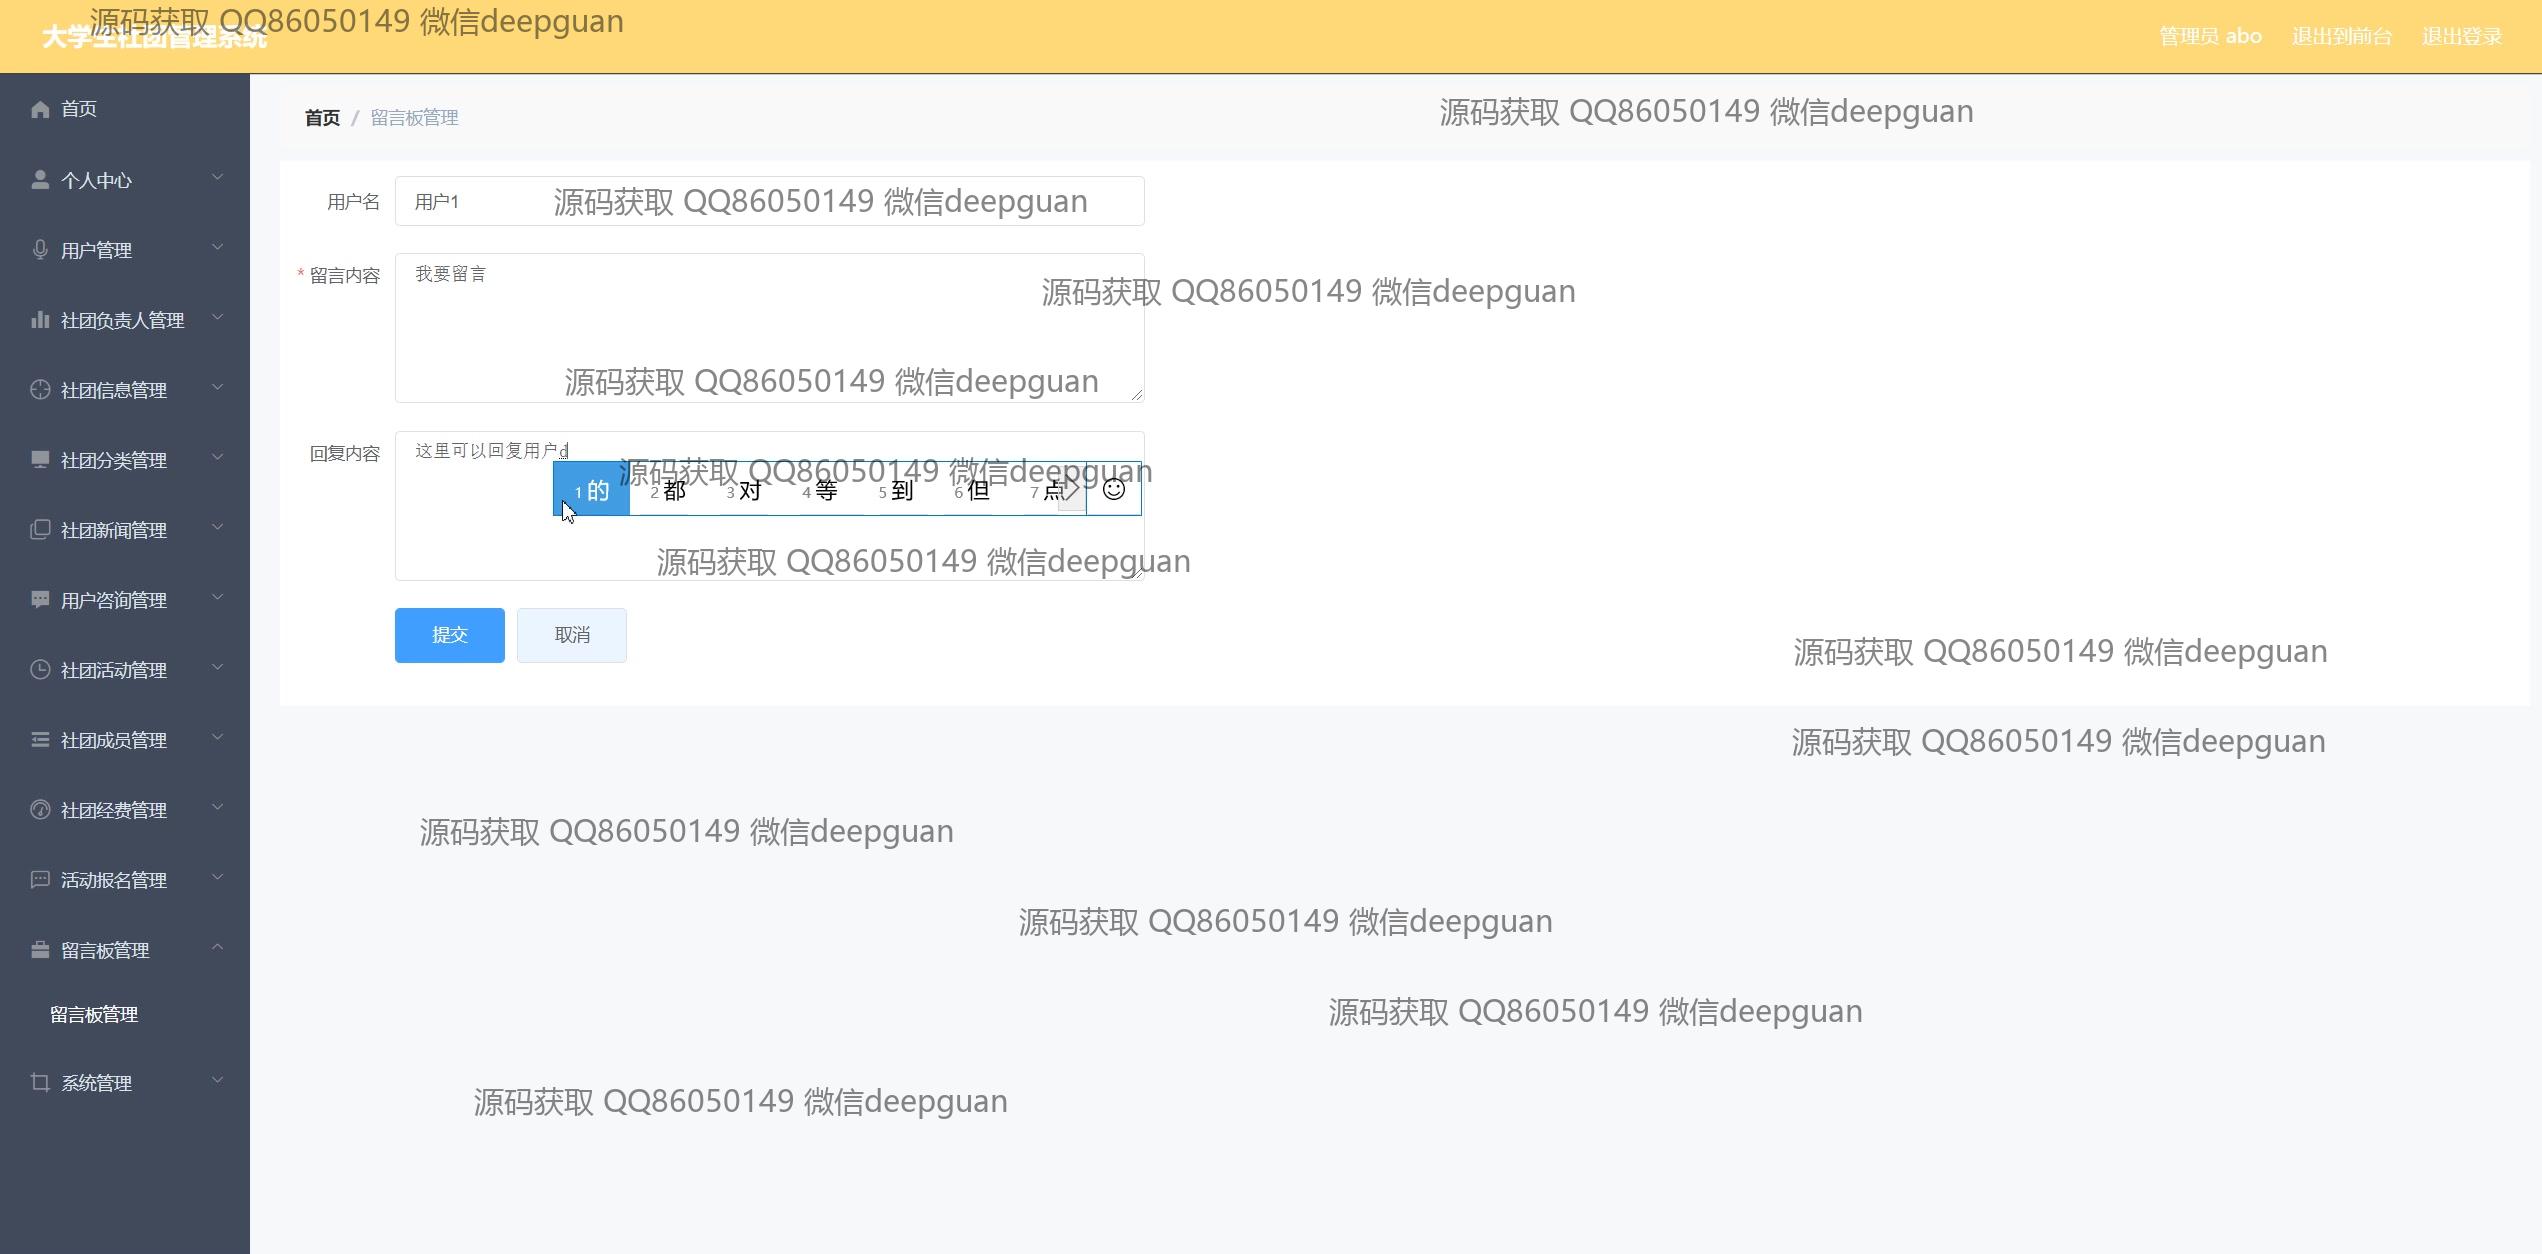 源码获取 QQ86050149 微信deepguan
大学生社团管理系统
管理员 abo 退出到前台 退出登录
首页
首页 / 留言板管理
源码获取 QQ86050149 微信deepguan
个人中心
用户名 用户1
源码获取 QQ86050149 微信deepguan
用户管理
* 留言内容 我要留言
源码获取 QQ86050149 微信deepguan
社团负责人管理
社团信息管理
源码获取 QQ86050149 微信deepguan
回复内容 这里可以回复用户d
社团分类管理
源码获取 QQ86050149 微信deepguan
1 的 2 都 3 对 4 等 5 到 6 但 7 点
社团新闻管理
源码获取 QQ86050149 微信deepguan
用户咨询管理
提交 取消
源码获取 QQ86050149 微信deepguan
社团活动管理
社团成员管理
源码获取 QQ86050149 微信deepguan
社团经费管理
源码获取 QQ86050149 微信deepguan
活动报名管理
源码获取 QQ86050149 微信deepguan
留言板管理
留言板管理
源码获取 QQ86050149 微信deepguan
系统管理
源码获取 QQ86050149 微信deepguan